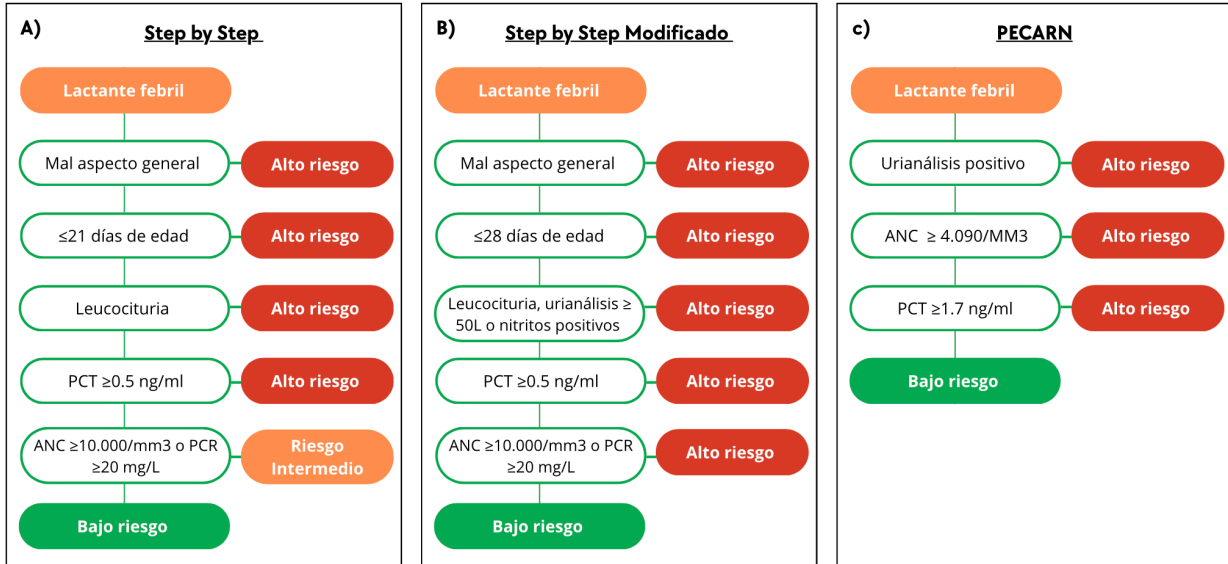 A)
Step by Step
Lactante febril
Mal aspecto general
Alto riesgo
≤21 días de edad
Alto riesgo
Leucocituria
Alto riesgo
PCT ≥0.5 ng/ml
Alto riesgo
ANC ≥10.000/mm3 o PCR
≥20 mg/L
Riesgo
Intermedio
Bajo riesgo
B)
Step by Step Modificado
Lactante febril
Mal aspecto general
Alto riesgo
≤28 días de edad
Alto riesgo
Leucocituria, urianálisis ≥
50L o nitritos positivos
Alto riesgo
PCT ≥0.5 ng/ml
Alto riesgo
ANC ≥10.000/mm3 o PCR
≥20 mg/L
Alto riesgo
Bajo riesgo
c)
PECARN
Lactante febril
Urianálisis positivo
Alto riesgo
ANC ≥ 4.090/MM3
Alto riesgo
PCT ≥1.7 ng/ml
Alto riesgo
Bajo riesgo